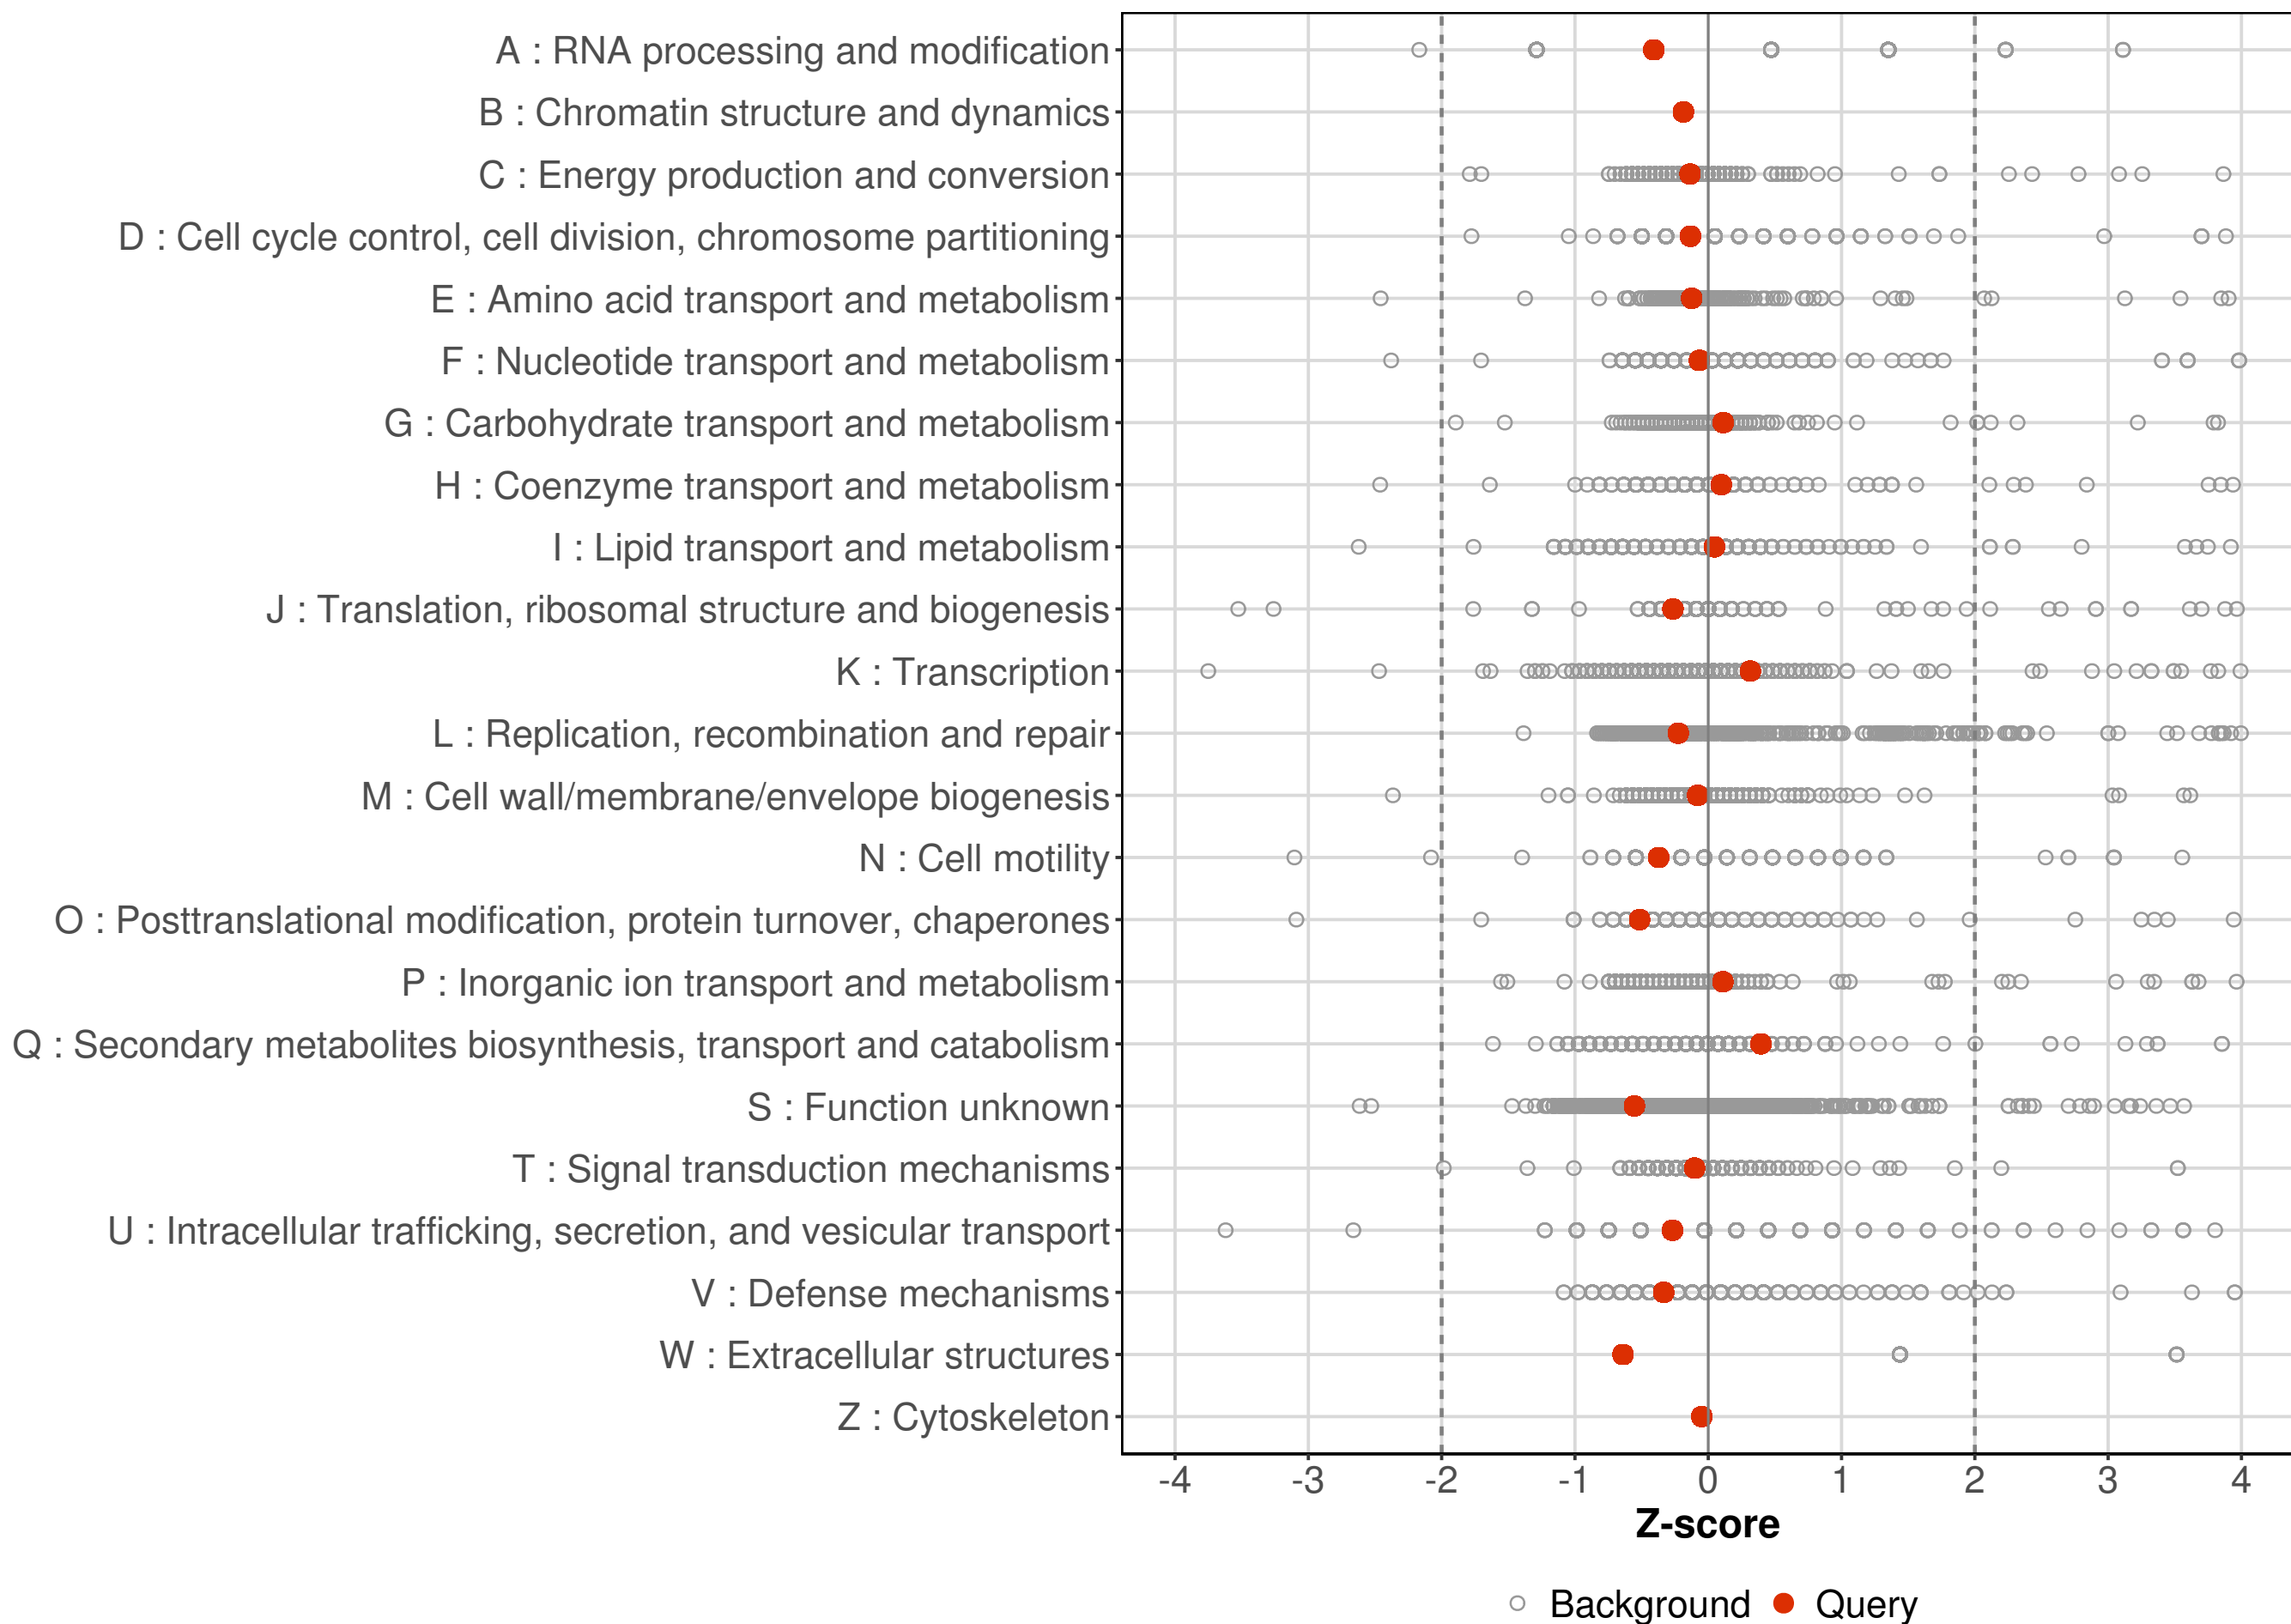 A : RNA processing and modification
B : Chromatin structure and dynamics
C : Energy production and conversion
D : Cell cycle control, cell division, chromosome partitioning
E : Amino acid transport and metabolism
F : Nucleotide transport and metabolism
G : Carbohydrate transport and metabolism
H : Coenzyme transport and metabolism
I : Lipid transport and metabolism
J : Translation, ribosomal structure and biogenesis
K : Transcription
L : Replication, recombination and repair
M : Cell wall/membrane/envelope biogenesis
N : Cell motility
O : Posttranslational modification, protein turnover, chaperones
P : Inorganic ion transport and metabolism
Q : Secondary metabolites biosynthesis, transport and catabolism
S : Function unknown
T : Signal transduction mechanisms
U : Intracellular trafficking, secretion, and vesicular transport
V : Defense mechanisms
W : Extracellular structures
Z : Cytoskeleton
-4 -3 -2 -1 0 1 2 3 4
Z-score
Background Query